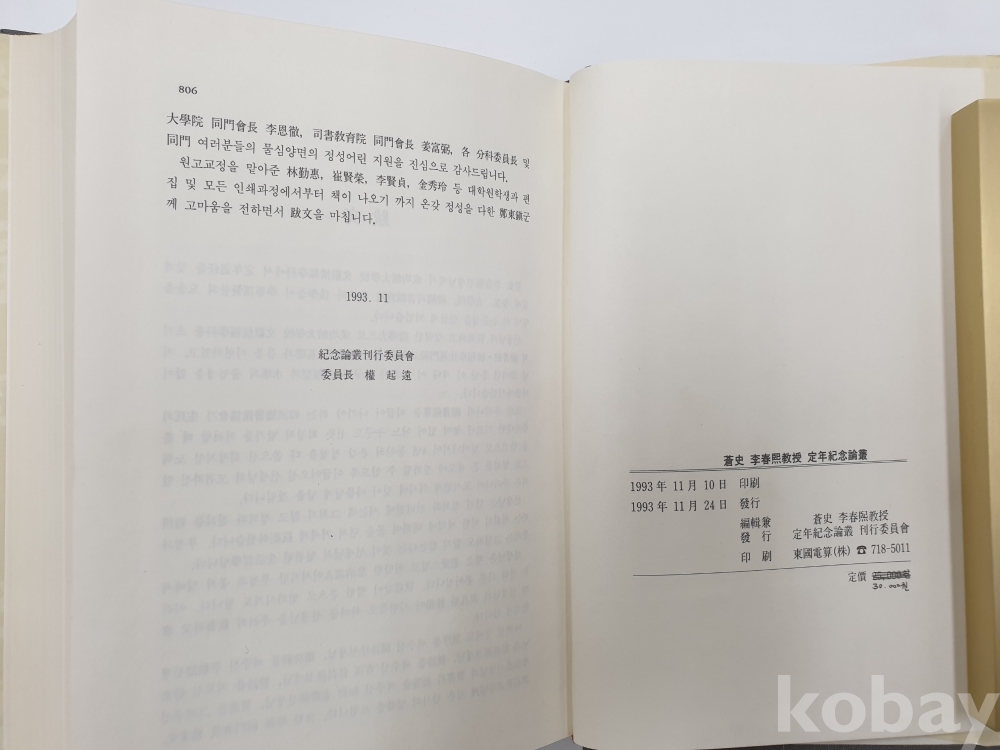 806
大學院 同門會長 李恩徹, 司書敎育院 同門會長 姜富弼, 各 分科委員長 및
同門 여러분들의 물심양면의 정성어린 지원을 진심으로 감사드립니다.
원고교정을 맡아준 林勤惠, 崔賢榮, 李賢貞, 金秀玲 등 대학원학생과 편
집 및 모든 인쇄과정에서부터 책이 나오기 까지 온갖 정성을 다한 鄭東鎭군
께 고마움을 전하면서 跋文을 마칩니다.
1993. 11
紀念論叢刊行委員會
委員長 權 起 遠
蒼史 李春熙敎授 定年紀念論叢
1993 年 11 月 10 日 印刷
1993 年 11 月 24 日 發行
編輯兼 蒼史 李春熙敎授
發 行 定年紀念論叢 刊行委員會
印 刷 東國電算(株) ☎ 718-5011
定價
30.000원
kobay